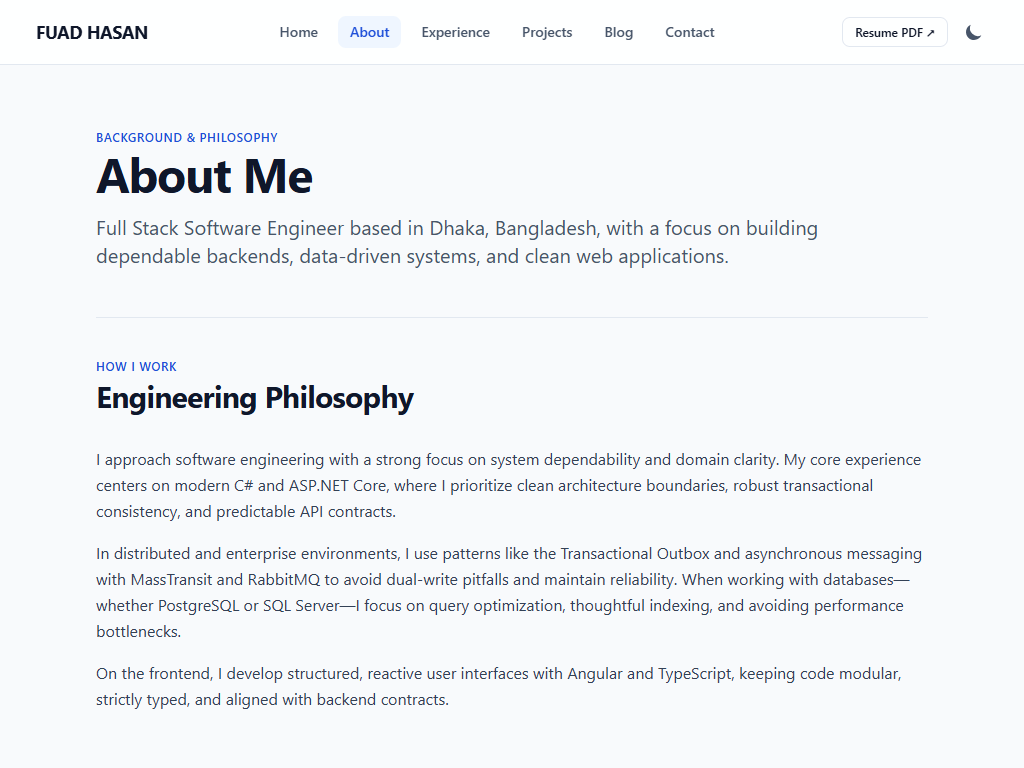 FUAD HASAN
Home
About
Experience
Projects
Blog
Contact
Resume PDF ↗
BACKGROUND & PHILOSOPHY
About Me
Full Stack Software Engineer based in Dhaka, Bangladesh, with a focus on building
dependable backends, data-driven systems, and clean web applications.
HOW I WORK
Engineering Philosophy
I approach software engineering with a strong focus on system dependability and domain clarity. My core experience
centers on modern C# and ASP.NET Core, where I prioritize clean architecture boundaries, robust transactional
consistency, and predictable API contracts.
In distributed and enterprise environments, I use patterns like the Transactional Outbox and asynchronous messaging
with MassTransit and RabbitMQ to avoid dual-write pitfalls and maintain reliability. When working with databases—
whether PostgreSQL or SQL Server—I focus on query optimization, thoughtful indexing, and avoiding performance
bottlenecks.
On the frontend, I develop structured, reactive user interfaces with Angular and TypeScript, keeping code modular,
strictly typed, and aligned with backend contracts.